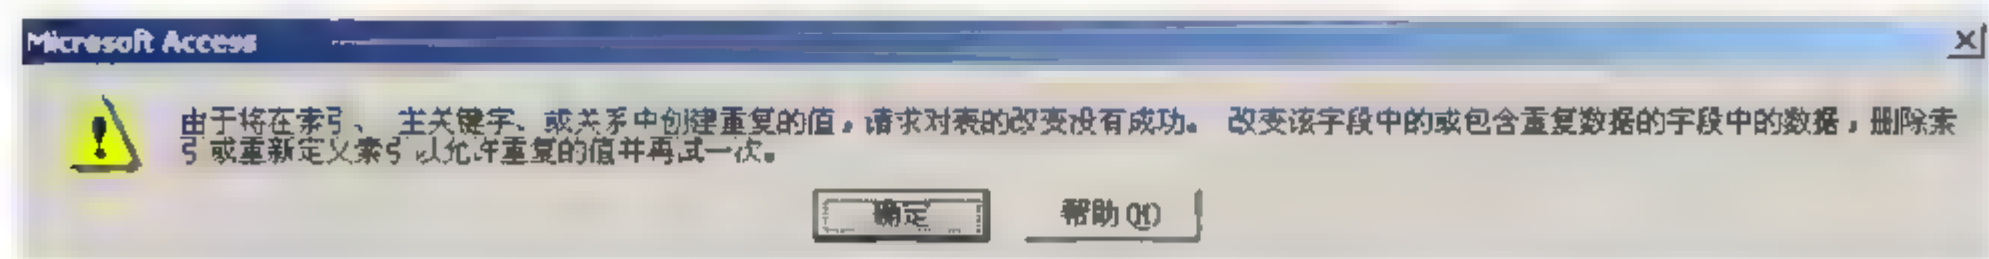 Microsoft Access
由于将在索引、 主关键字、或关系中创建重复的值，请求对表的改变没有成功。 改变该字段中的或包含重复数据的字段中的数据，删除索
引或重新定义索引以允许重复的值并再试一次。
确定 帮助(H)